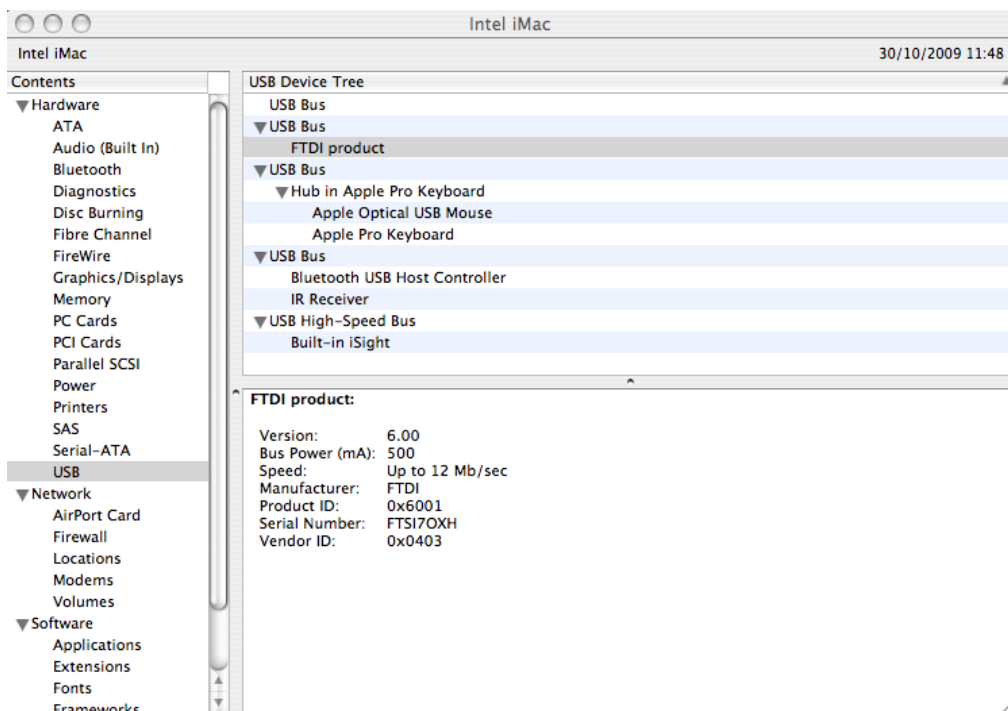 Intel iMac
Intel iMac 30/10/2009 11:48
Contents
Hardware
ATA
Audio (Built In)
Bluetooth
Diagnostics
Disc Burning
Fibre Channel
FireWire
Graphics/Displays
Memory
PC Cards
PCI Cards
Parallel SCSI
Power
Printers
SAS
Serial-ATA
USB
Network
AirPort Card
Firewall
Locations
Modems
Volumes
Software
Applications
Extensions
Fonts
Frameworks
USB Device Tree
USB Bus
USB Bus
FTDI product
USB Bus
Hub in Apple Pro Keyboard
Apple Optical USB Mouse
Apple Pro Keyboard
USB Bus
Bluetooth USB Host Controller
IR Receiver
USB High-Speed Bus
Built-in iSight
FTDI product:
Version: 6.00
Bus Power (mA): 500
Speed: Up to 12 Mb/sec
Manufacturer: FTDI
Product ID: 0x6001
Serial Number: FTSI7OXH
Vendor ID: 0x0403